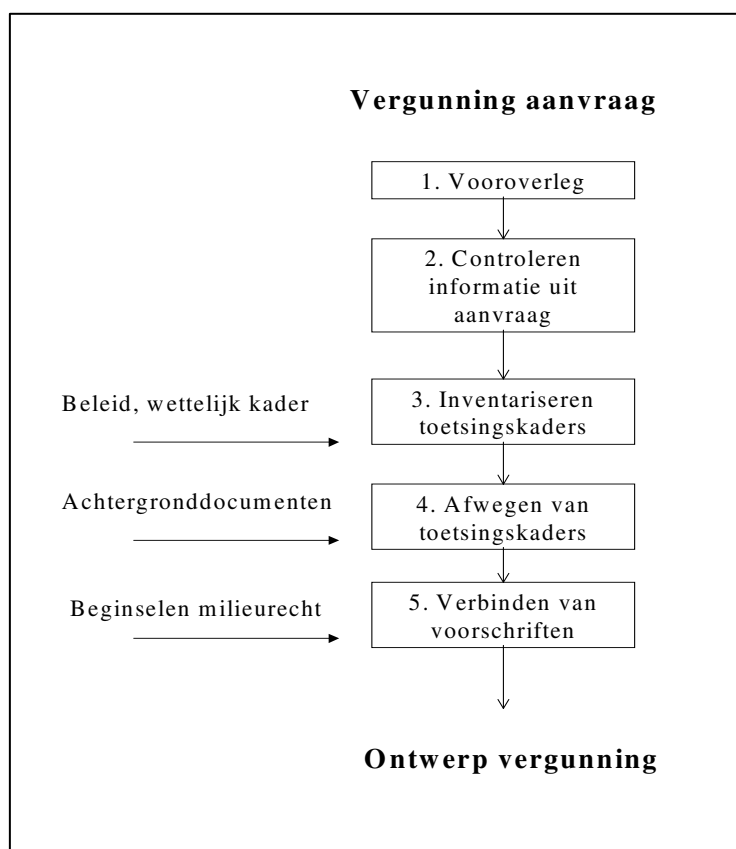 Vergunning aanvraag
1. Vooroverleg
2. Controleren
informatie uit
aanvraag
Beleid, wettelijk kader
3. Inventariseren
toetsingskaders
Achtergronddocumenten
4. Afwegen van
toetsingskaders
Beginselen milieurecht
5. Verbinden van
voorschriften
Ontwerp vergunning